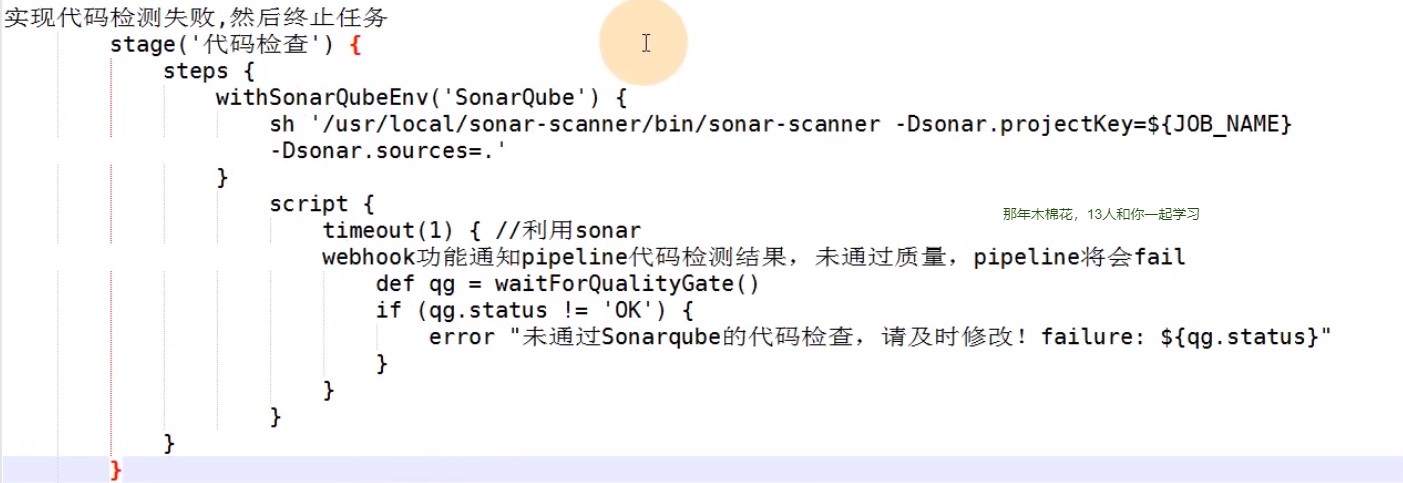 实现代码检测失败,然后终止任务
stage('代码检查') {
steps {
withSonarQubeEnv('SonarQube') {
sh '/usr/local/sonar-scanner/bin/sonar-scanner -Dsonar.projectKey=${JOB_NAME}
-Dsonar.sources=.'
}
script {
那年木棉花，13人和你一起学习
timeout(1) { //利用sonar
webhook功能通知pipeline代码检测结果，未通过质量，pipeline将会fail
def qg = waitForQualityGate()
if (qg.status != 'OK') {
error "未通过Sonarqube的代码检查，请及时修改！failure: ${qg.status}"
}
}
}
}
}